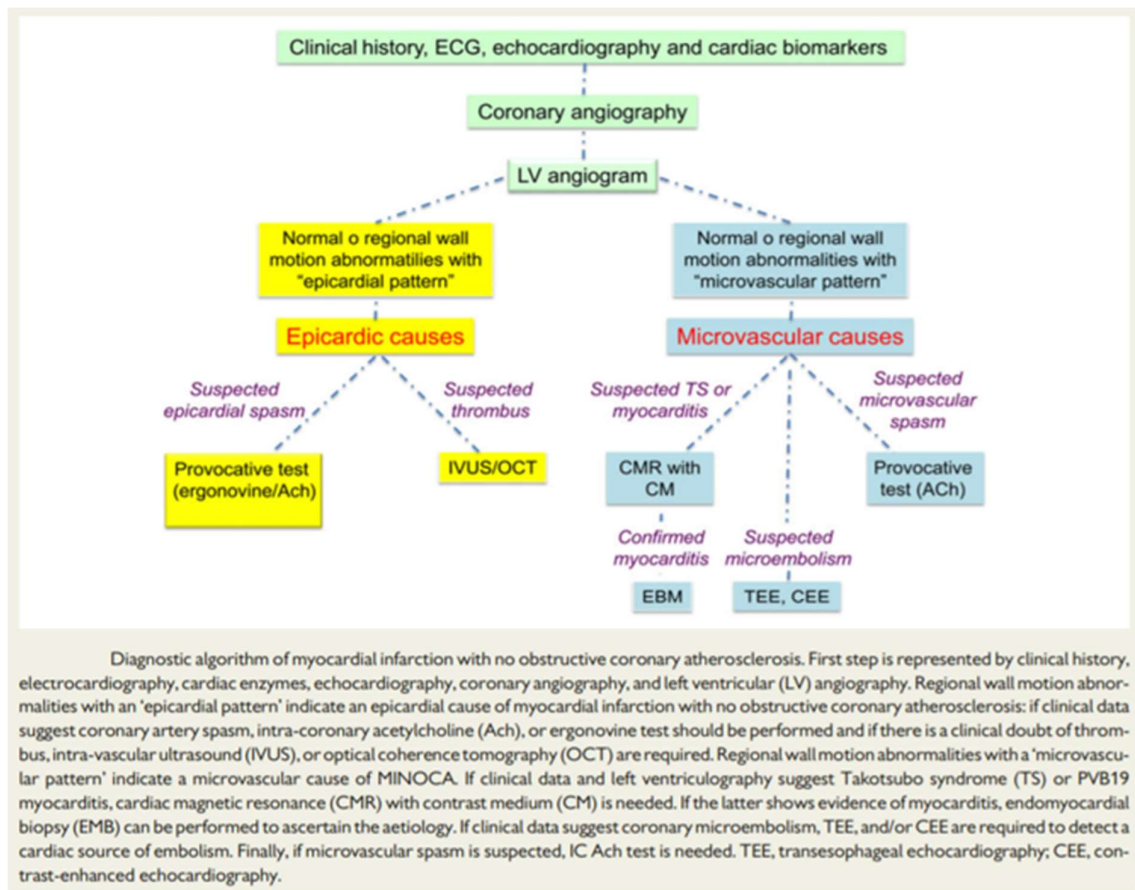 Clinical history, ECG, echocardiography and cardiac biomarkers
Coronary angiography
LV angiogram
Normal o regional wall
motion abnormatilies with
“epicardial pattern”
Normal o regional wall
motion abnormalities with
“microvascular pattern”
Epicardic causes
Microvascular causes
Suspected
epicardial spasm
Suspected
thrombus
Suspected TS or
myocarditis
Suspected
microvascular
spasm
Provocative test
(ergonovine/Ach)
IVUS/OCT
CMR with
CM
Provocative
test (ACh)
Confirmed
myocarditis
Suspected
microembolism
EBM
TEE, CEE
Diagnostic algorithm of myocardial infarction with no obstructive coronary atherosclerosis. First step is represented by clinical history,
electrocardiography, cardiac enzymes, echocardiography, coronary angiography, and left ventricular (LV) angiography. Regional wall motion abnor-
malities with an ‘epicardial pattern’ indicate an epicardial cause of myocardial infarction with no obstructive coronary atherosclerosis: if clinical data
suggest coronary artery spasm, intra-coronary acetylcholine (Ach), or ergonovine test should be performed and if there is a clinical doubt of throm-
bus, intra-vascular ultrasound (IVUS), or optical coherence tomography (OCT) are required. Regional wall motion abnormalities with a ‘microvascu-
lar pattern’ indicate a microvascular cause of MINOCA. If clinical data and left ventriculography suggest Takotsubo syndrome (TS) or PVB19
myocarditis, cardiac magnetic resonance (CMR) with contrast medium (CM) is needed. If the latter shows evidence of myocarditis, endomyocardial
biopsy (EMB) can be performed to ascertain the aetiology. If clinical data suggest coronary microembolism, TEE, and/or CEE are required to detect a
cardiac source of embolism. Finally, if microvascular spasm is suspected, IC Ach test is needed. TEE, transesophageal echocardiography; CEE, con-
trast-enhanced echocardiography.